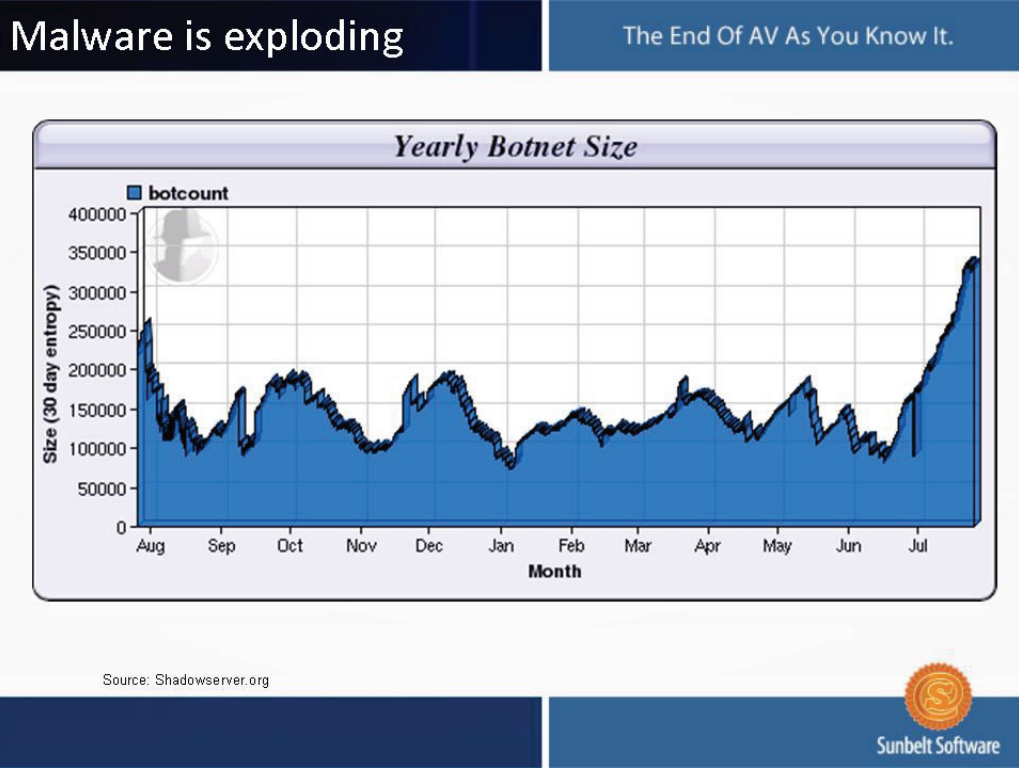 Malware is exploding
The End Of AV As You Know It.
Yearly Botnet Size
botcount
400000
350000
300000
250000
200000
150000
100000
50000
0
Size (30 day entropy)
Aug Sep Oct Nov Dec Jan Feb Mar Apr May Jun Jul
Month
Source: Shadowserver.org
S
Sunbelt Software